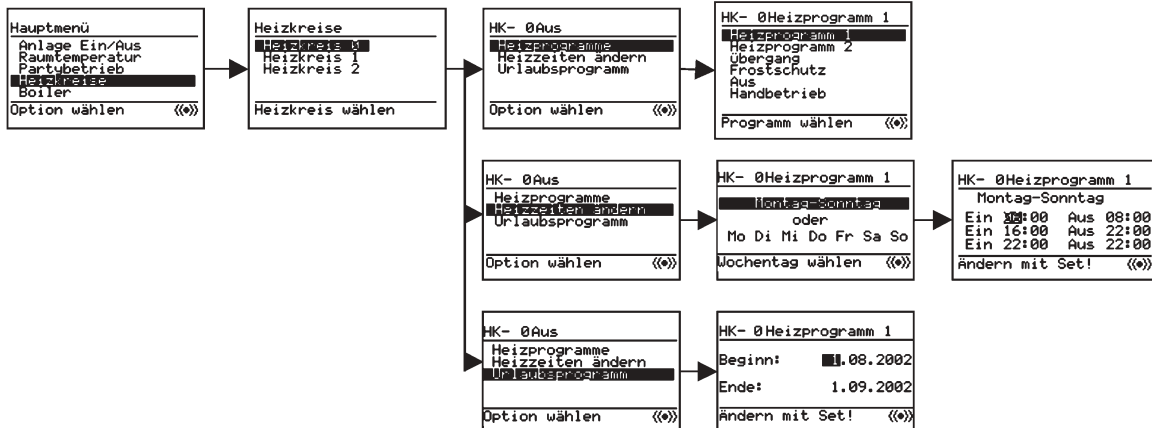 Hauptmenü
Anlage Ein/Aus
Raumtemperatur
Partybetrieb
Heizkreise
Boiler
Option wählen
Heizkreise
Heizkreis 0
Heizkreis 1
Heizkreis 2
Heizkreis wählen
HK- 0Aus
Heizprogramme
Heizzeiten ändern
Urlaubsprogramm
Option wählen
HK- 0Heizprogramm 1
Heizprogramm 1
Heizprogramm 2
Übergang
Frostschutz
Aus
Handbetrieb
Programm wählen
HK- 0Aus
Heizprogramme
Heizzeiten ändern
Urlaubsprogramm
Option wählen
HK- 0Heizprogramm 1
Montag-Sonntag
oder
Mo Di Mi Do Fr Sa So
Wochentag wählen
HK- 0Heizprogramm 1
Montag-Sonntag
Ein :00 Aus 08:00
Ein 16:00 Aus 22:00
Ein 22:00 Aus 22:00
Ändern mit Set!
HK- 0Aus
Heizprogramme
Heizzeiten ändern
Urlaubsprogramm
Option wählen
HK- 0Heizprogramm 1
Beginn: 1.08.2002
Ende: 1.09.2002
Ändern mit Set!